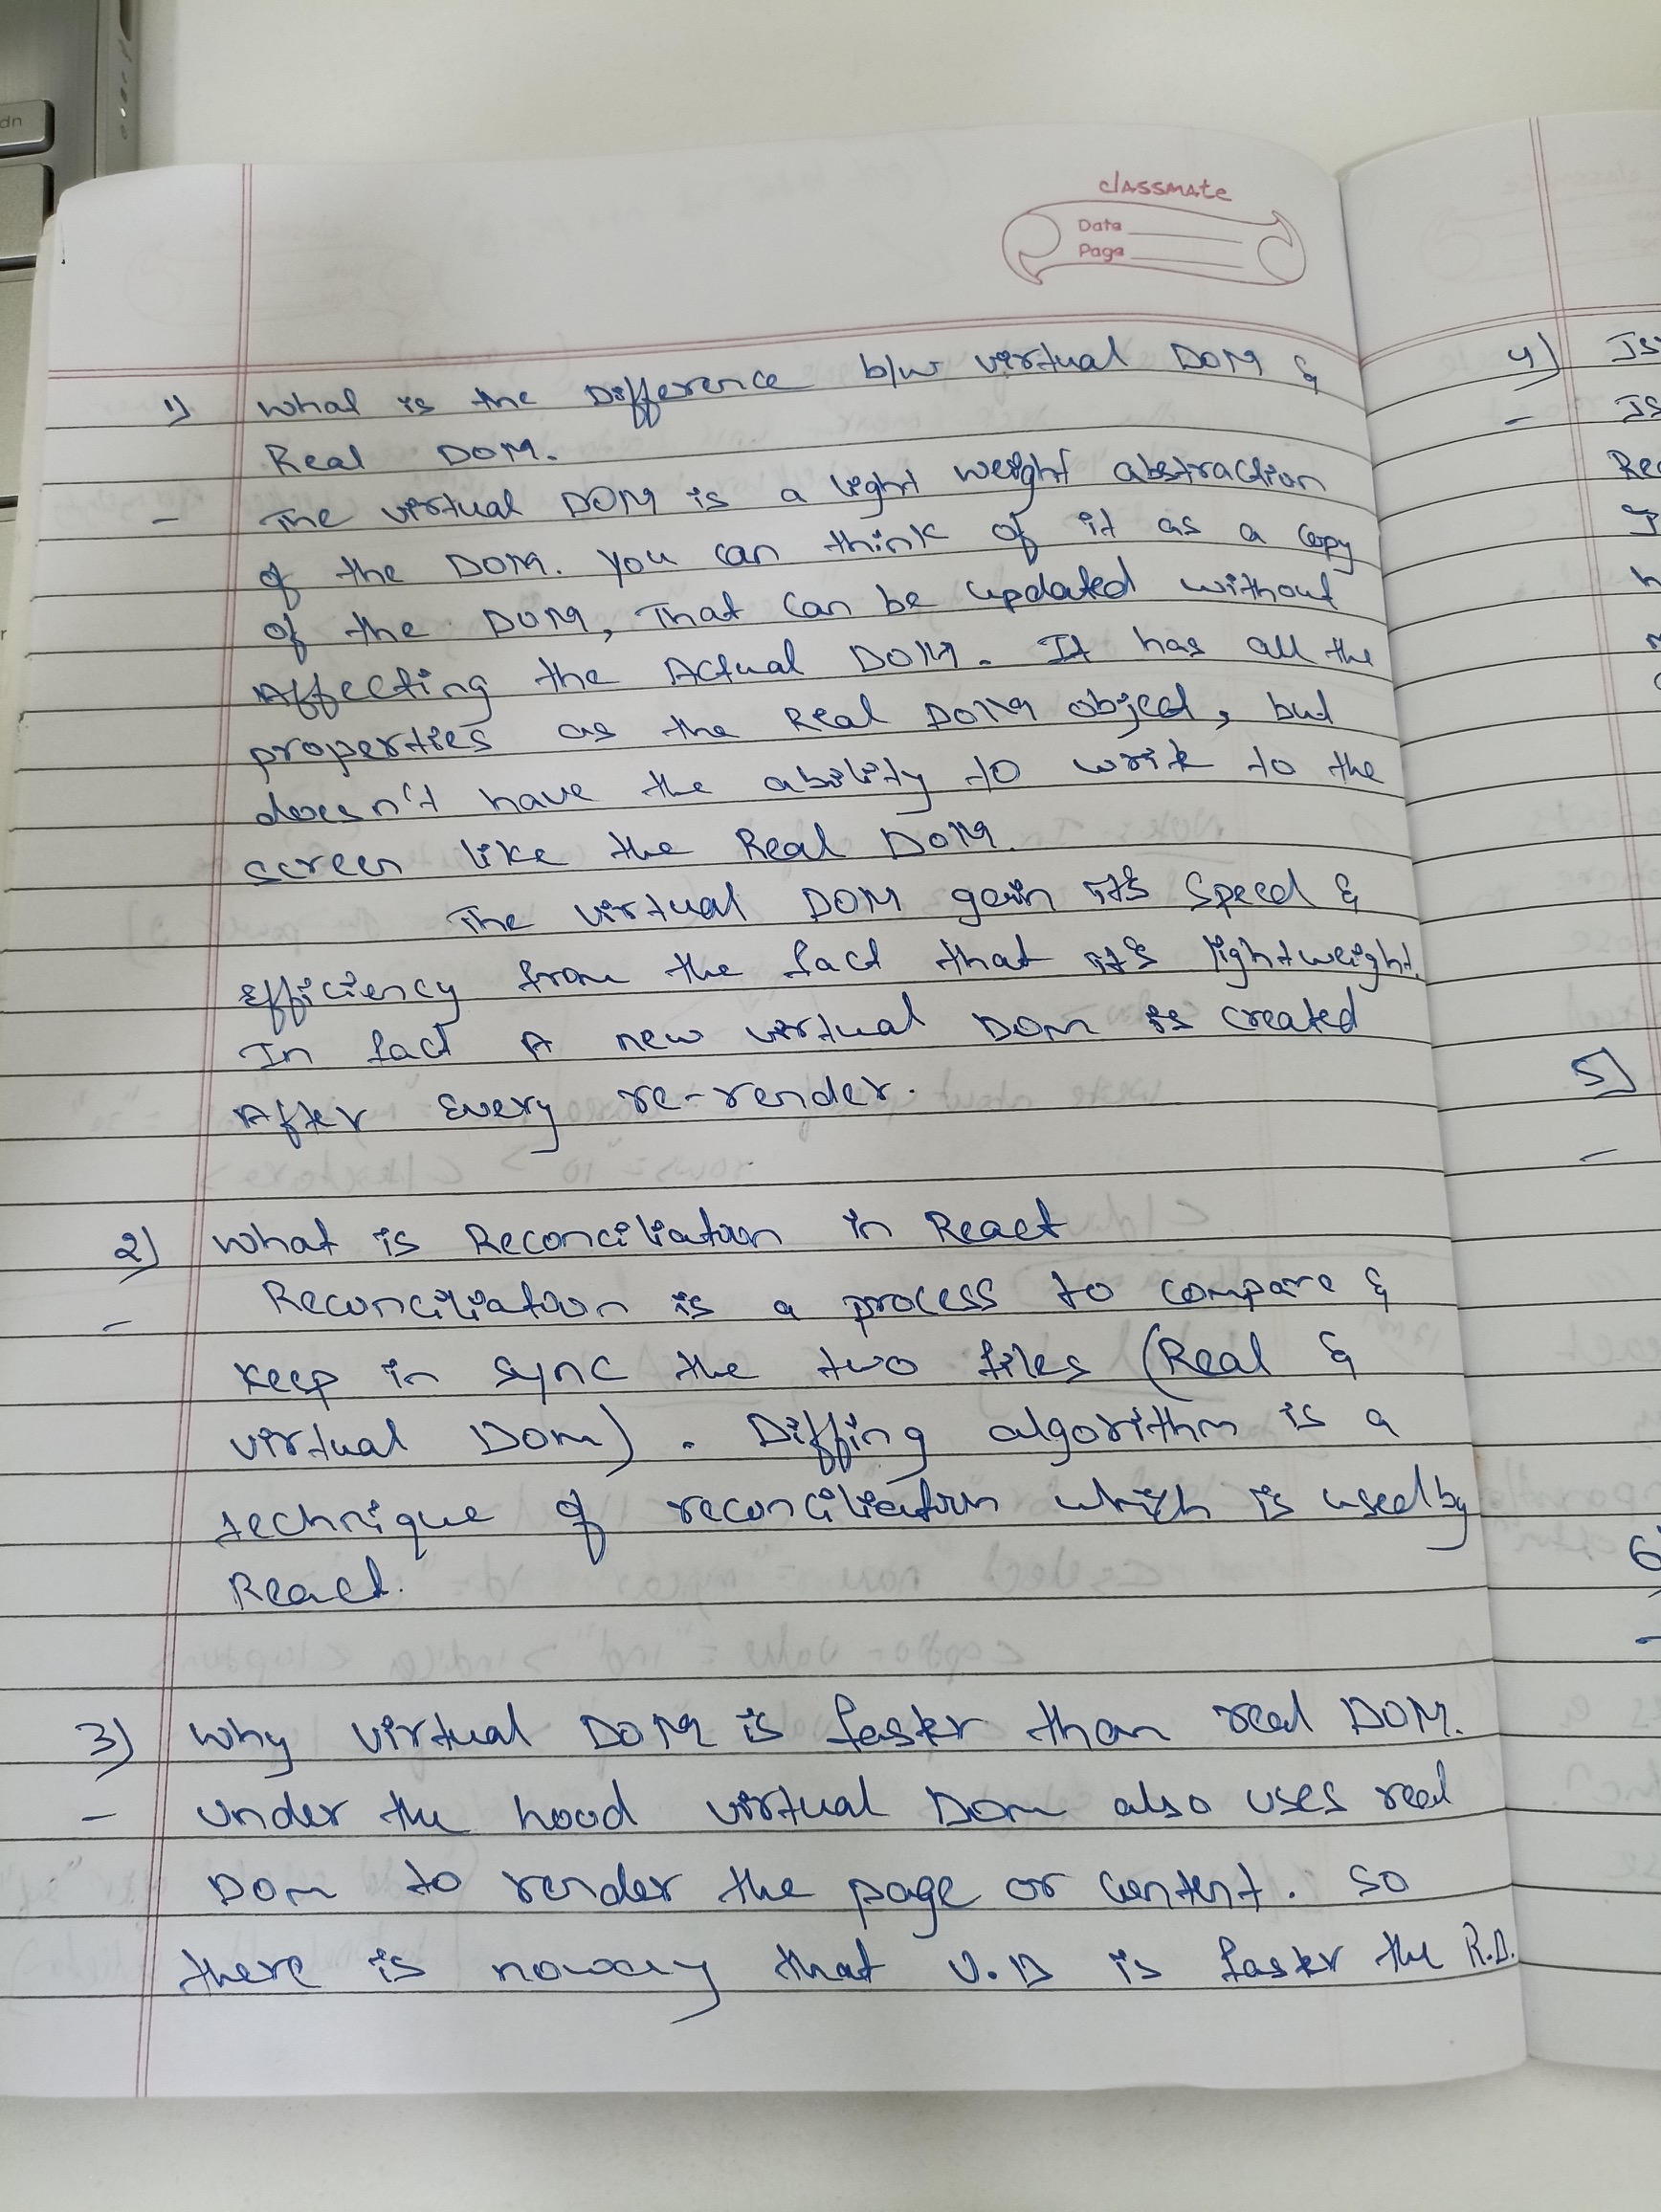 dn
classmate
Date
Page
1) What is the Difference b/w virtual DOM &
Real DOM.
- The virtual DOM is a light weight abstraction
of the DOM. you can think of it as a copy
of the DOM, That can be updated without
Affecting the Actual DOM. It has all the
properties as the Real DOM object, but
doesn't have the ability to write to the
screen like the Real DOM.
The virtual DOM gain its Speed &
Efficiency from the fact that its lightweight.
In fact A new virtual DOM is created
After Every re-render.
2) What is Reconciliation in React
- Reconciliation is a process to compare &
Keep in sync the two files (Real &
virtual Dom). Diffing algorithm is a
technique of reconciliation which is used by
React.
3) Why virtual DOM is faster than real DOM.
- Under the hood virtual Dom also uses real
Dom to render the page or content. So
there is noway that V.D is faster the R.D.
4)
5)
6